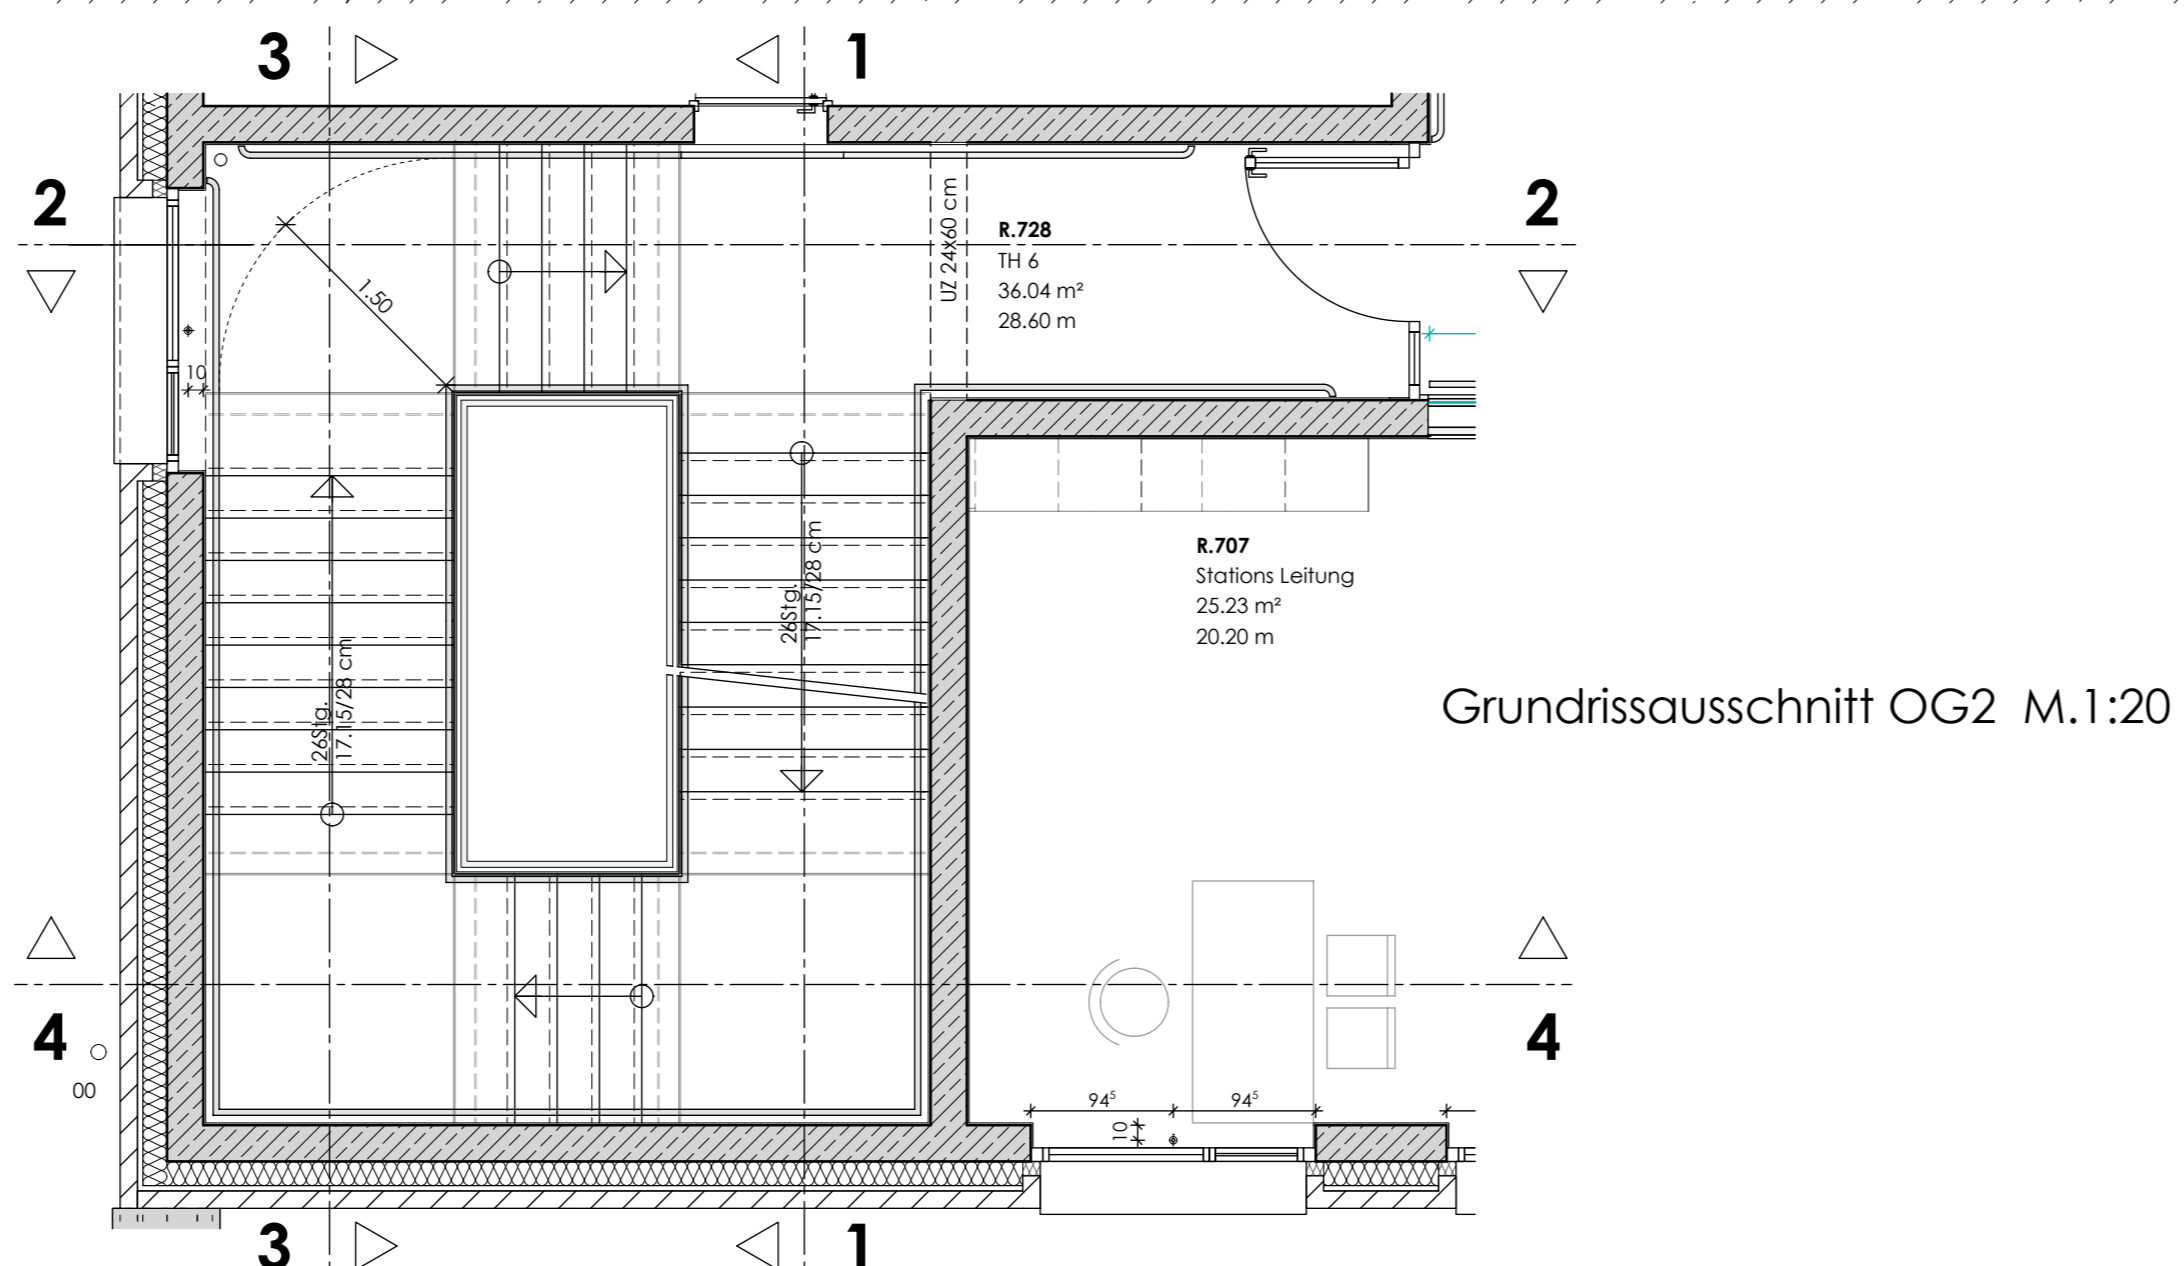 3
1
2
2
UZ 24x60 cm
R.728
TH 6
36.04 m²
28.60 m
1.50
10
26Stg.
17.15/28 cm
26Stg.
17.15/28 cm
R.707
Stations Leitung
25.23 m²
20.20 m
Grundrissausschnitt OG2 M.1:20
4
4
00
94⁵
94⁵
10
3
1